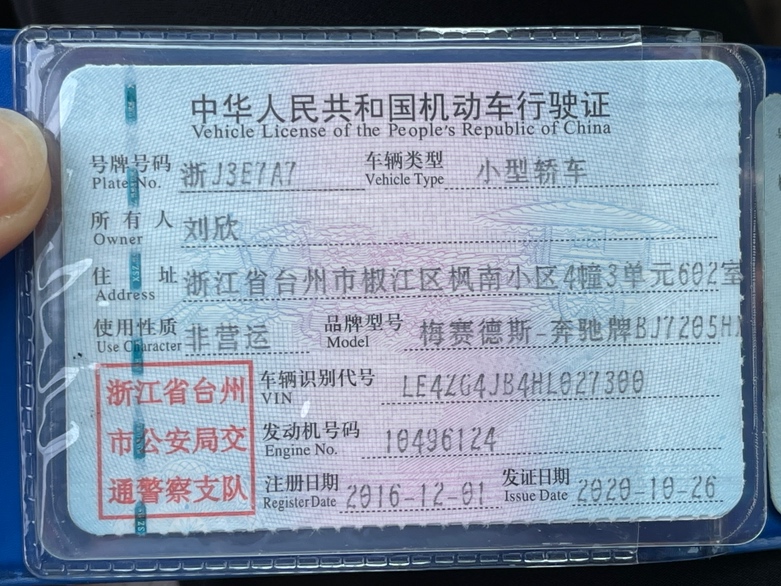 中华人民共和国机动车行驶证
Vehicle License of the People's Republic of China
号牌号码 浙J3E7A7 车辆类型 小型轿车
Plate No. Vehicle Type
所有人 刘欣
Owner
住址 浙江省台州市椒江区枫南小区4幢3单元602室
Address
使用性质 非营运 品牌型号 梅赛德斯-奔驰牌BJ7205H
Use Character Model
浙江省台州
市公安局交
通警察支队
车辆识别代号 LE4ZG4JB4HL027300
VIN
发动机号码 10496124
Engine No.
注册日期 2016-12-01 发证日期 2020-10-26
Register Date Issue Date